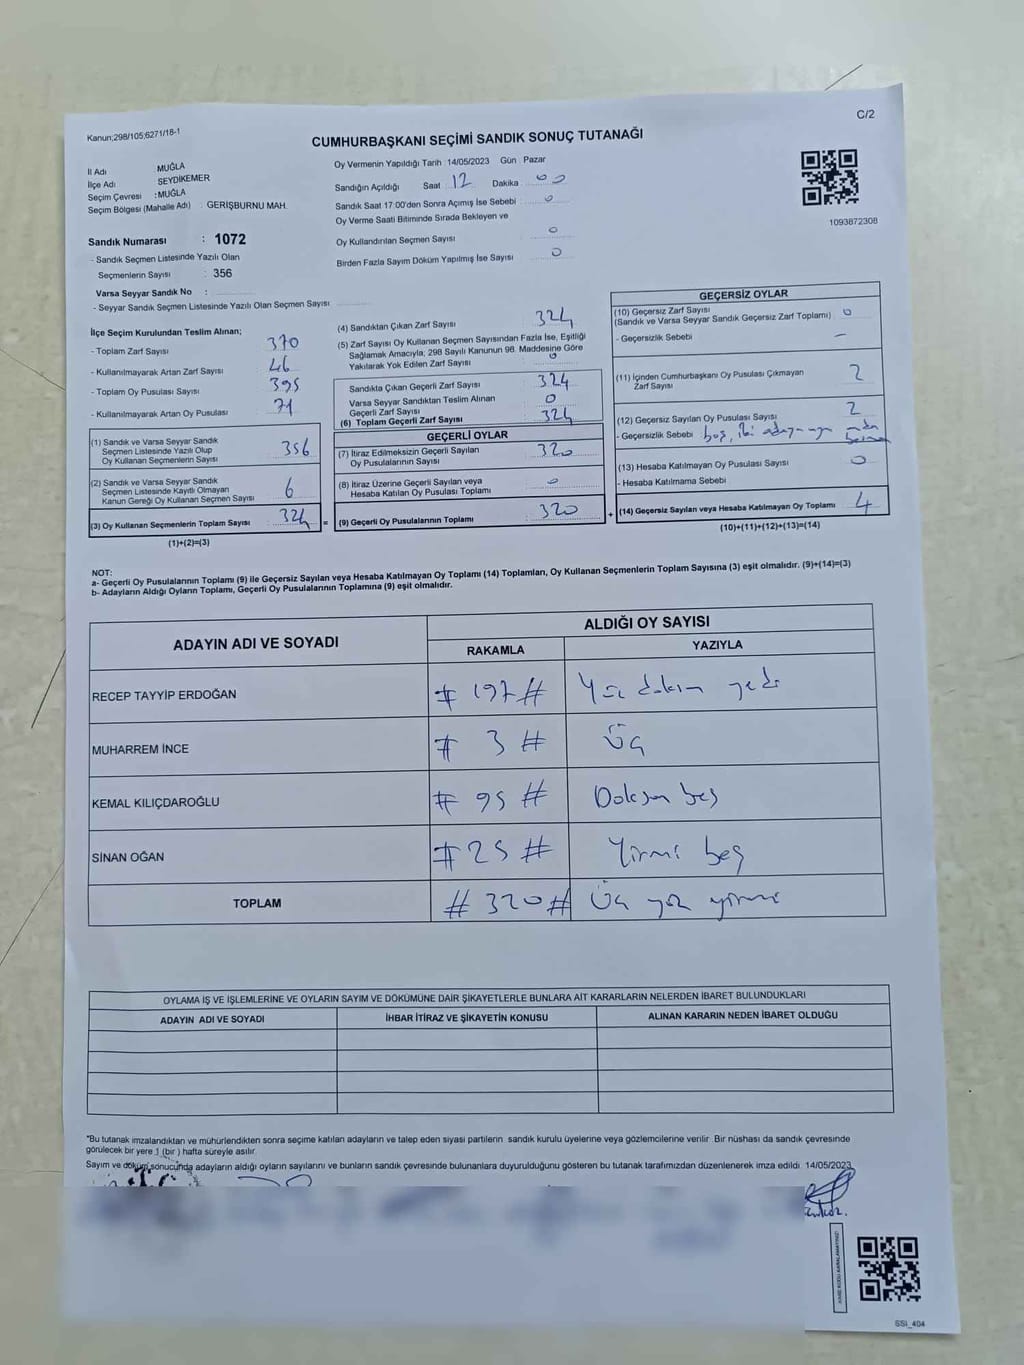 Kanun;298/105;6271/18-1
C/2
CUMHURBAŞKANI SEÇİMİ SANDIK SONUÇ TUTANAĞI
İl Adı MUĞLA
İlçe Adı SEYDİKEMER
Seçim Çevresi : MUĞLA
Seçim Bölgesi (Mahalle Adı) : GERİŞBURNU MAH.
Sandık Numarası : 1072
- Sandık Seçmen Listesinde Yazılı Olan
Seçmenlerin Sayısı : 356
Varsa Seyyar Sandık No :
- Seyyar Sandık Seçmen Listesinde Yazılı Olan Seçmen Sayısı
Oy Vermenin Yapıldığı Tarih : 14/05/2023 Gün Pazar
Sandığın Açıldığı Saat 12 Dakika 00
Sandık Saat 17:00'den Sonra Açımış İse Sebebi : 0
Oy Verme Saati Bitiminde Sırada Bekleyen ve
Oy Kullandırılan Seçmen Sayısı 0
Birden Fazla Sayım Döküm Yapılmış İse Sayısı 0
1093872308
İlçe Seçim Kurulundan Teslim Alınan;
- Toplam Zarf Sayısı 370
- Kullanılmayarak Artan Zarf Sayısı 46
- Toplam Oy Pusulası Sayısı 395
- Kullanılmayarak Artan Oy Pusulası 71
(1) Sandık ve Varsa Seyyar Sandık
Seçmen Listesinde Yazılı Olup
Oy Kullanan Seçmenlerin Sayısı 356
(2) Sandık ve Varsa Seyyar Sandık
Seçmen Listesinde Kayıtlı Olmayan
Kanun Gereği Oy Kullanan Seçmen Sayısı 6
(3) Oy Kullanan Seçmenlerin Toplam Sayısı 324 =
(1)+(2)=(3)
(4) Sandıktan Çıkan Zarf Sayısı 324
(5) Zarf Sayısı Oy Kullanan Seçmen Sayısından Fazla İse, Eşitliği
Sağlamak Amacıyla; 298 Sayılı Kanunun 98. Maddesine Göre
Yakılarak Yok Edilen Zarf Sayısı 0
Sandıkta Çıkan Geçerli Zarf Sayısı : 324
Varsa Seyyar Sandıktan Teslim Alınan
Geçerli Zarf Sayısı 0
(6) Toplam Geçerli Zarf Sayısı : 324
GEÇERLİ OYLAR
(7) İtiraz Edilmeksizin Geçerli Sayılan
Oy Pusulalarının Sayısı : 320
(8) İtiraz Üzerine Geçerli Sayılan veya
Hesaba Katılan Oy Pusulası Toplamı 0
(9) Geçerli Oy Pusulalarının Toplamı : 320 +
GEÇERSİZ OYLAR
(10) Geçersiz Zarf Sayısı
(Sandık ve Varsa Seyyar Sandık Geçersiz Zarf Toplamı) : 0
- Geçersizlik Sebebi –
(11) İçinden Cumhurbaşkanı Oy Pusulası Çıkmayan
Zarf Sayısı 2
(12) Geçersiz Sayılan Oy Pusulası Sayısı 2
- Geçersizlik Sebebi boş, iki adaya
(13) Hesaba Katılmayan Oy Pusulası Sayısı 0
- Hesaba Katılmama Sebebi
(14) Geçersiz Sayılan veya Hesaba Katılmayan Oy Toplamı 4
(10)+(11)+(12)+(13)=(14)
NOT:
a- Geçerli Oy Pusulalarının Toplamı (9) ile Geçersiz Sayılan veya Hesaba Katılmayan Oy Toplamı (14) Toplamları, Oy Kullanan Seçmenlerin Toplam Sayısına (3) eşit olmalıdır. (9)+(14)=(3)
b- Adayların Aldığı Oyların Toplamı, Geçerli Oy Pusulalarının Toplamına (9) eşit olmalıdır.
ADAYIN ADI VE SOYADI ALDIĞI OY SAYISI
RAKAMLA YAZIYLA
RECEP TAYYİP ERDOĞAN # 197 # Yüz doksan yedi
MUHARREM İNCE # 3 # Üç
KEMAL KILIÇDAROĞLU # 95 # Doksan beş
SİNAN OĞAN # 25 # Yirmi beş
TOPLAM # 320 # Üç yüz yirmi
OYLAMA İŞ VE İŞLEMLERİNE VE OYLARIN SAYIM VE DÖKÜMÜNE DAİR ŞİKAYETLERLE BUNLARA AİT KARARLARIN NELERDEN İBARET BULUNDUKLARI
ADAYIN ADI VE SOYADI İHBAR İTİRAZ VE ŞİKAYETİN KONUSU ALINAN KARARIN NEDEN İBARET OLDUĞU
*Bu tutanak imzalandıktan ve mühürlendikten sonra seçime katılan adayların ve talep eden siyasi partilerin sandık kurulu üyelerine veya gözlemcilerine verilir. Bir nüshası da sandık çevresinde
görülecek bir yere 1 (bir) hafta süreyle asılır.
Sayım ve döküm sonucunda adayların aldığı oyların sayılarını ve bunların sandık çevresinde bulunanlara duyurulduğunu gösteren bu tutanak tarafımızdan düzenlenerek imza edildi. 14/05/2023
SSI_404